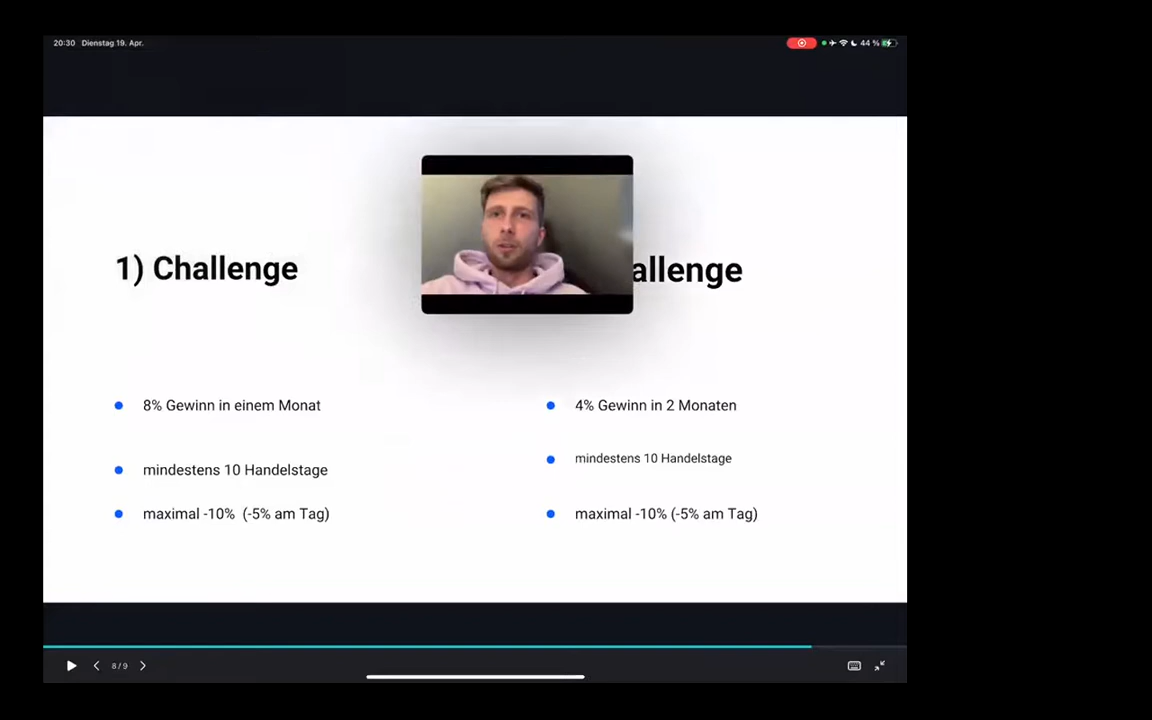 20:30 Dienstag 19. Apr.
44 %
1) Challenge
allenge
8% Gewinn in einem Monat
mindestens 10 Handelstage
maximal -10% (-5% am Tag)
4% Gewinn in 2 Monaten
mindestens 10 Handelstage
maximal -10% (-5% am Tag)
8 / 9